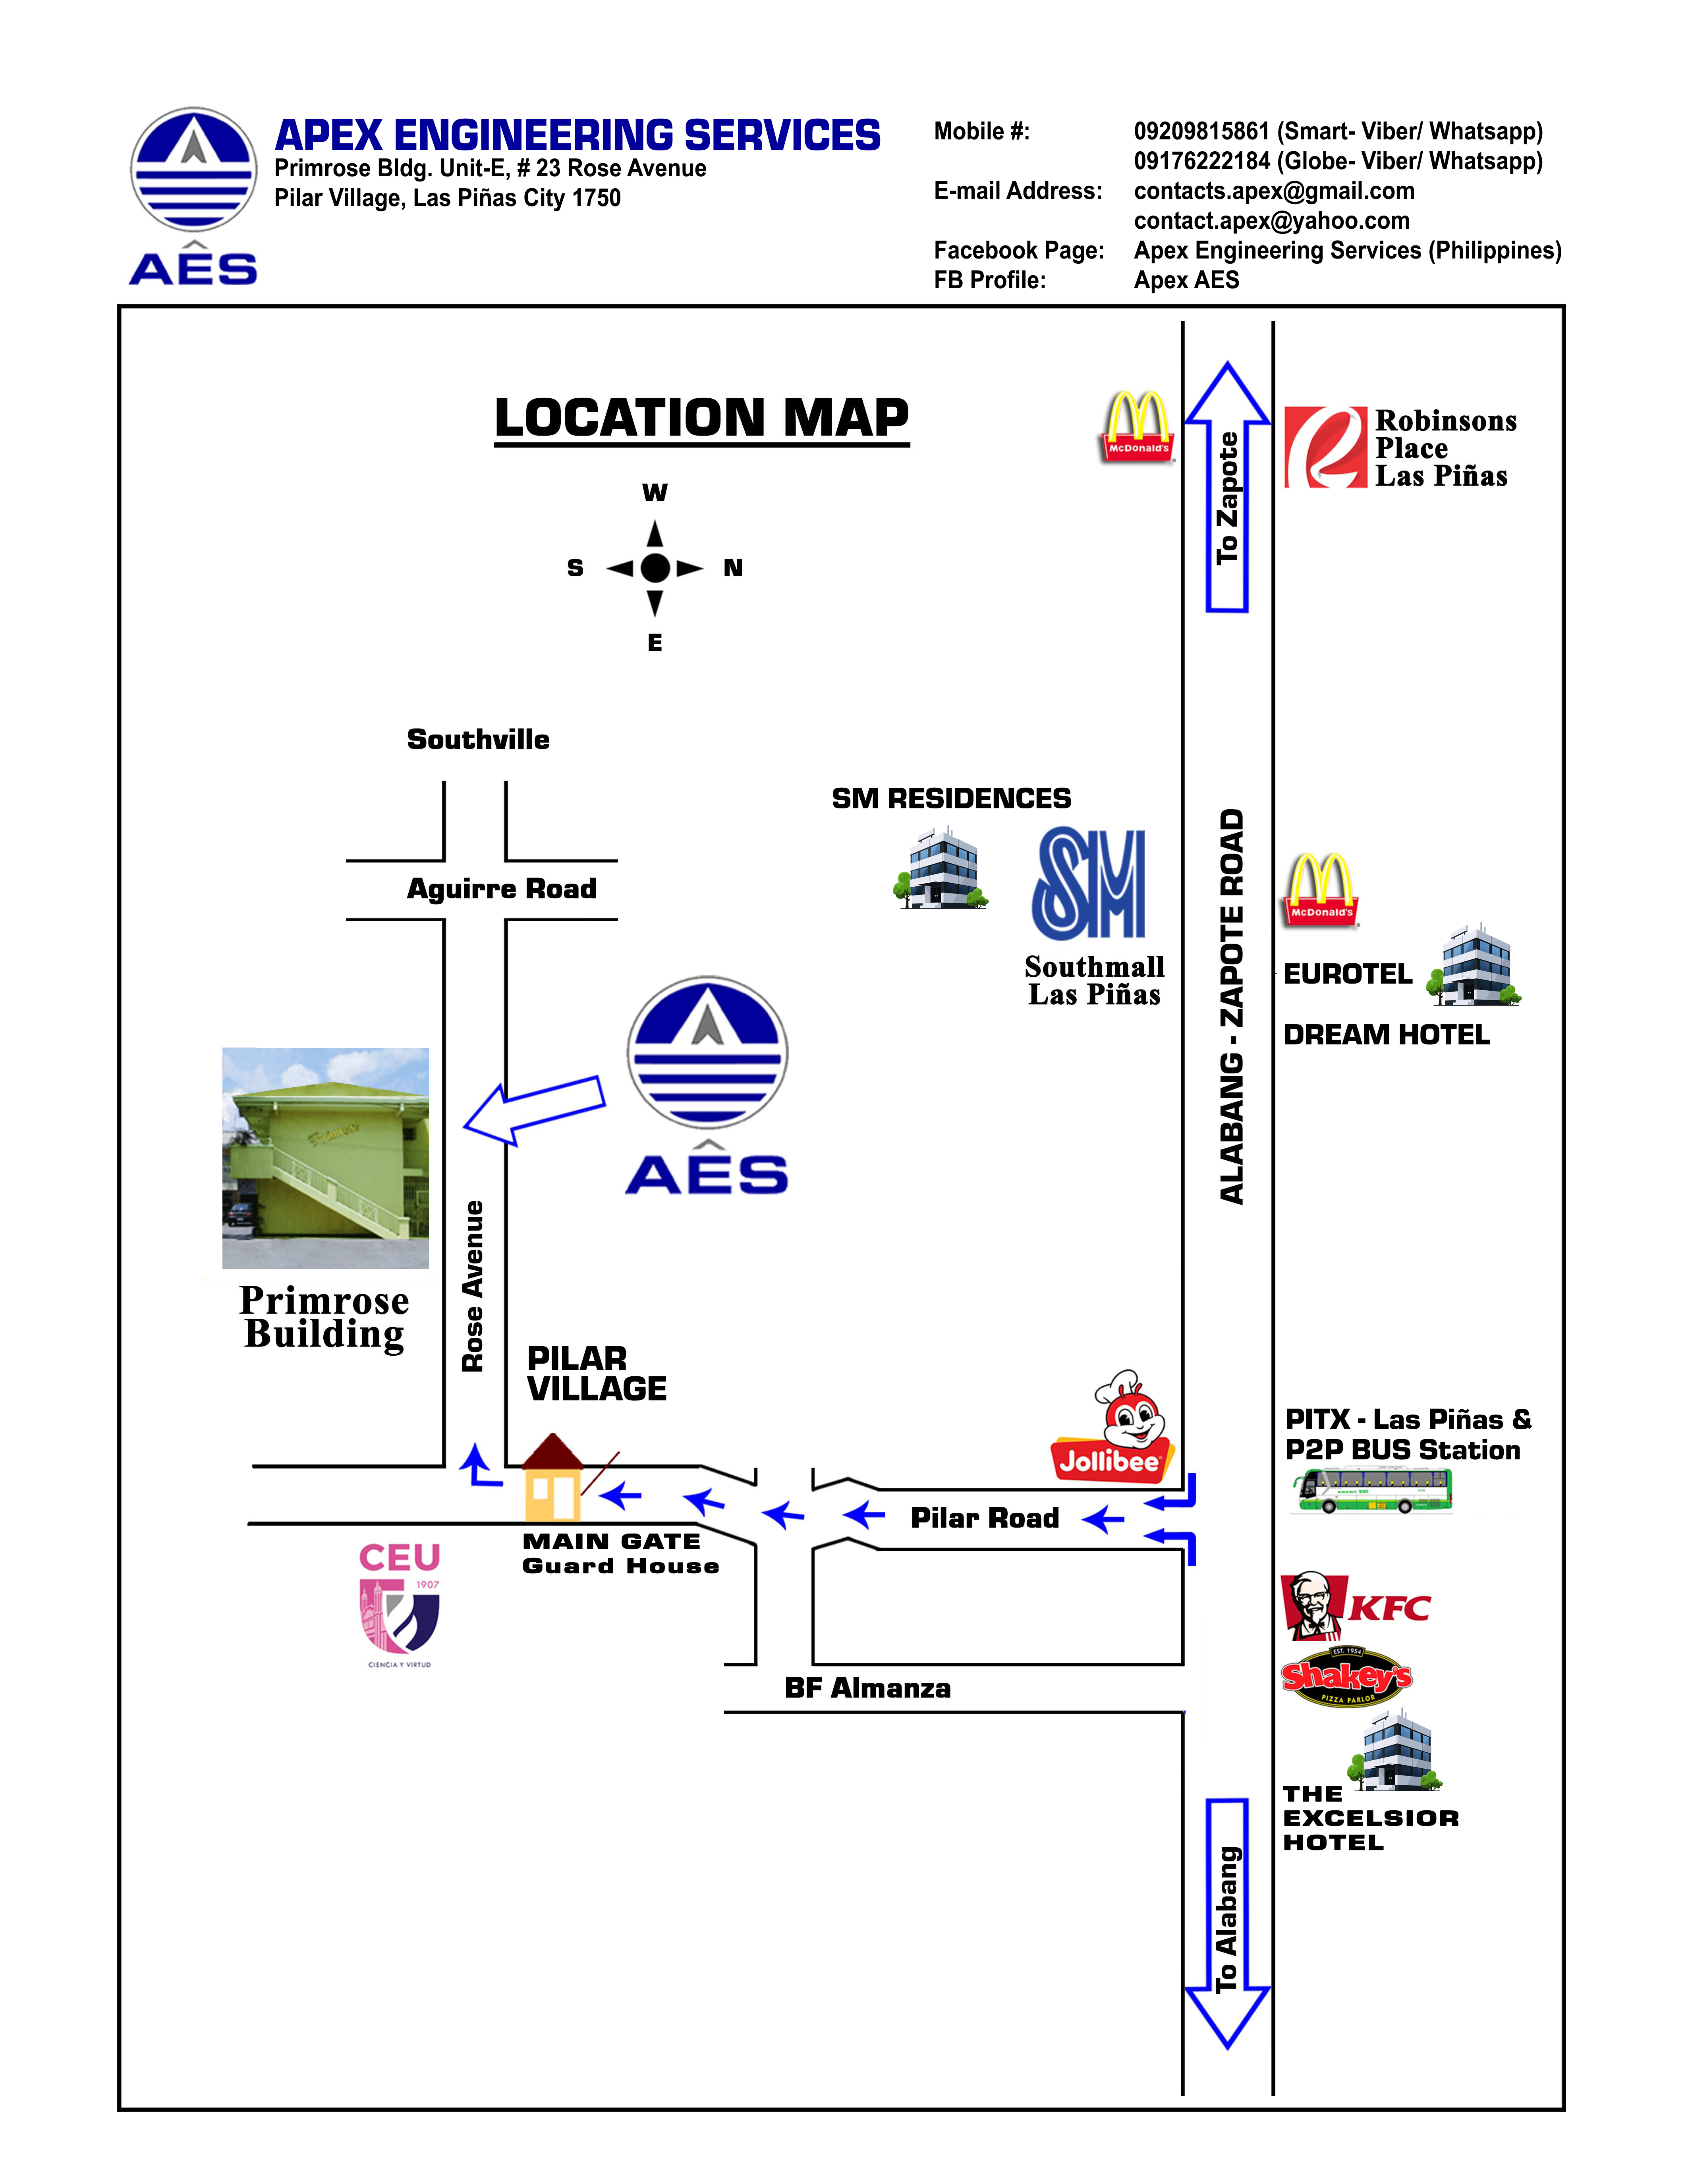 APEX ENGINEERING SERVICES
Primrose Bldg. Unit-E, # 23 Rose Avenue
Pilar Village, Las Piñas City 1750
AÊS
Mobile #: 09209815861 (Smart- Viber/ Whatsapp)
09176222184 (Globe- Viber/ Whatsapp)
E-mail Address: contacts.apex@gmail.com
contact.apex@yahoo.com
Facebook Page: Apex Engineering Services (Philippines)
FB Profile: Apex AES
LOCATION MAP
W
S N
E
McDonald's
To Zapote
Robinsons
Place
Las Piñas
Southville
Aguirre Road
SM RESIDENCES
SM
Southmall
Las Piñas
ALABANG - ZAPOTE ROAD
McDonald's
EUROTEL
DREAM HOTEL
AÊS
Primrose
Primrose
Building
Rose Avenue
PILAR
VILLAGE
Jollibee
PITX - Las Piñas &
P2P BUS Station
Pilar Road
MAIN GATE
Guard House
CEU
1907
CIENCIA Y VIRTUD
KFC
EST. 1954
Shakey's
PIZZA PARLOR
BF Almanza
THE
EXCELSIOR
HOTEL
To Alabang